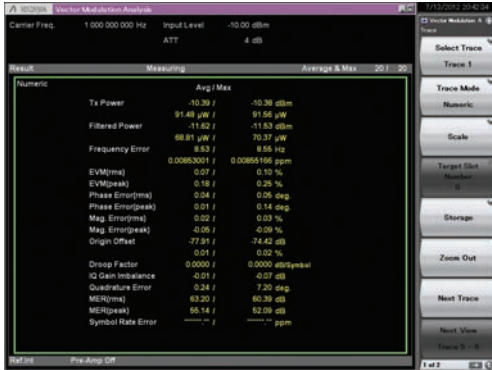 MS2690A Vector Modulation Analysis
7/13/2012 20:42:34
Carrier Freq. 1 000 000 000 Hz Input Level -10.00 dBm
ATT 4 dB
Result Measuring Average & Max 20 / 20
Numeric
Avg / Max
Tx Power -10.39 / -10.38 dBm
91.48 µW / 91.56 µW
Filtered Power -11.62 / -11.53 dBm
68.81 µW / 70.37 µW
Frequency Error 8.53 / 8.55 Hz
0.00853001 / 0.00855166 ppm
EVM(rms) 0.07 / 0.10 %
EVM(peak) 0.18 / 0.25 %
Phase Error(rms) 0.04 / 0.05 deg.
Phase Error(peak) 0.01 / 0.14 deg.
Mag. Error(rms) 0.02 / 0.03 %
Mag. Error(peak) -0.05 / -0.09 %
Origin Offset -77.91 / -74.42 dB
0.01 / 0.02 %
Droop Factor 0.0000 / 0.0000 dB/Symbol
IQ Gain Imbalance -0.01 / -0.07 dB
Quadrature Error 0.24 / 7.20 deg.
MER(rms) 63.20 / 60.39 dB
MER(peak) 55.14 / 52.09 dB
Symbol Rate Error ******.** / ******.** ppm
Ref.Int Pre-Amp Off
Vector Modulation A
Trace
Select Trace
Trace 1
Trace Mode
Numeric
Scale
Target Slot
Number
0
Storage
Zoom Out
Next Trace
Next View
Trace 5 - 8
1 of 2